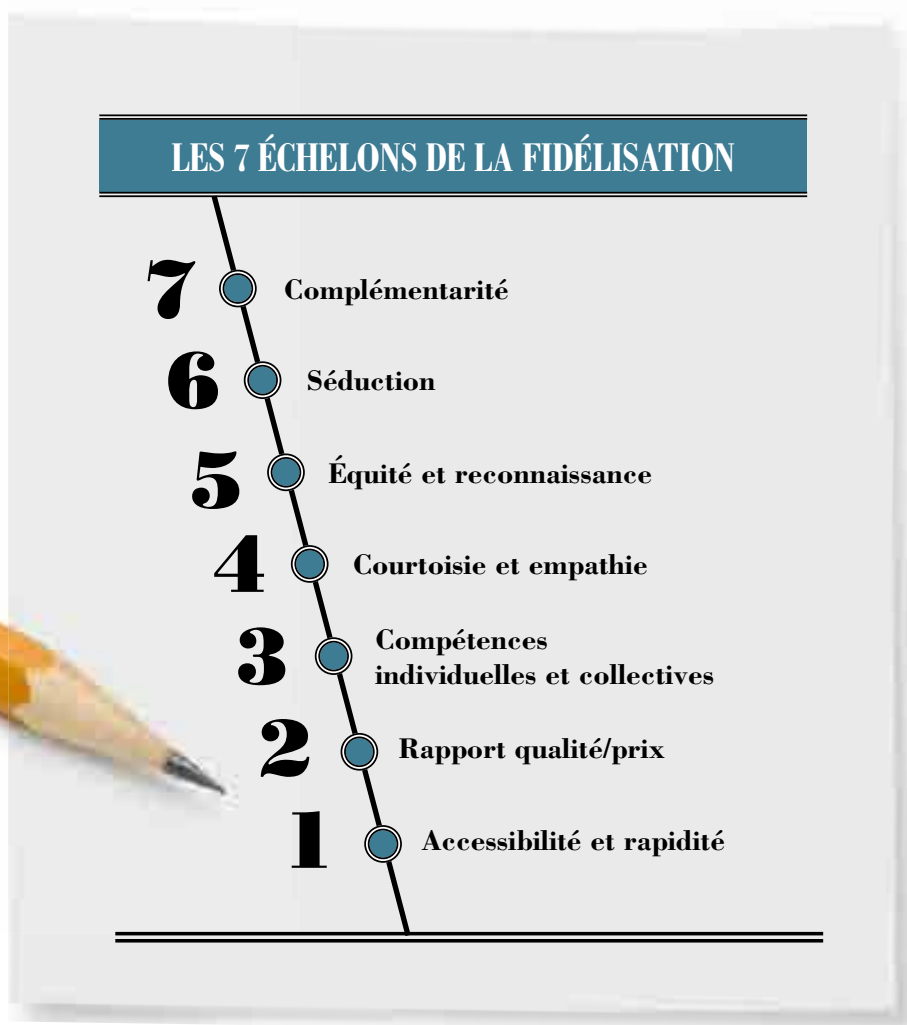 LES 7 ÉCHELONS DE LA FIDÉLISATION
7 Complémentarité
6 Séduction
5 Équité et reconnaissance
4 Courtoisie et empathie
3 Compétences
individuelles et collectives
2 Rapport qualité/prix
1 Accessibilité et rapidité